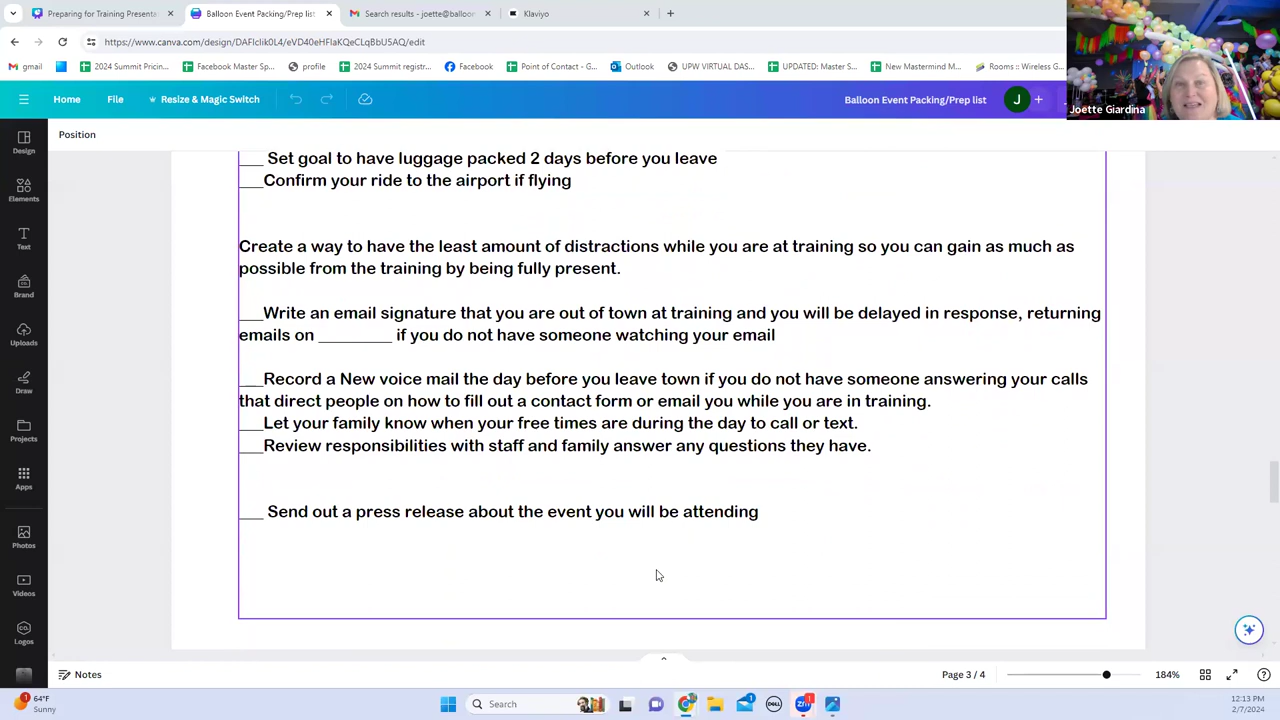 Preparing for Training Presenta
Balloon Event Packing/Prep list
Search results - joette@balloor
Klaviyo
https://www.canva.com/design/DAFIclik0L4/eVD40eHFlaKQeCLqBbUSAQ/edit
gmail
2024 Summit Pricin...
Facebook Master Sp...
profile
2024 Summit registr...
Facebook
Point of Contact - G...
Outlook
UPW VIRTUAL DAS...
UPDATED: Master S...
New Mastermind M...
Rooms :: Wireless G...
Home
File
Resize & Magic Switch
Balloon Event Packing/Prep list
J
Joette Giardina
Position
Design
Elements
Text
Brand
Uploads
Draw
Projects
Apps
Photos
Videos
Logos
___ Set goal to have luggage packed 2 days before you leave
___Confirm your ride to the airport if flying
Create a way to have the least amount of distractions while you are at training so you can gain as much as
possible from the training by being fully present.
___Write an email signature that you are out of town at training and you will be delayed in response, returning
emails on _________ if you do not have someone watching your email
___Record a New voice mail the day before you leave town if you do not have someone answering your calls
that direct people on how to fill out a contact form or email you while you are in training.
___Let your family know when your free times are during the day to call or text.
___Review responsibilities with staff and family answer any questions they have.
___ Send out a press release about the event you will be attending
Notes
Page 3 / 4
184%
64°F
Sunny
Search
12:13 PM
2/7/2024